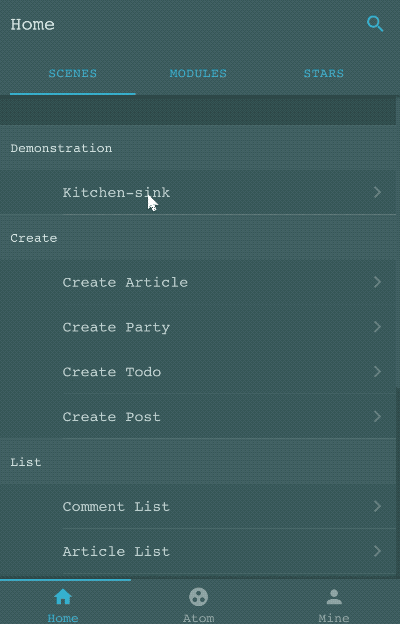 Home
SCENES MODULES STARS
Demonstration
Kitchen-sink
Create
Create Article
Create Party
Create Todo
Create Post
List
Comment List
Article List
Home Atom Mine